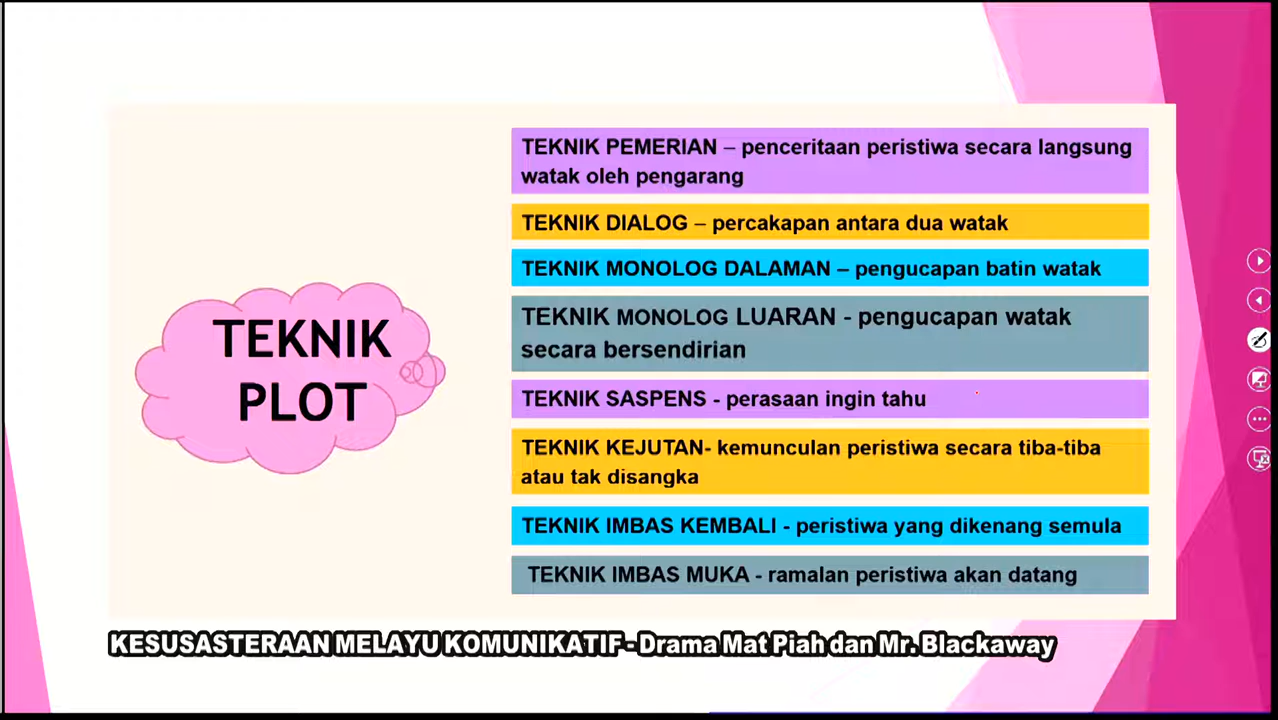 TEKNIK
PLOT
TEKNIK PEMERIAN – penceritaan peristiwa secara langsung
watak oleh pengarang
TEKNIK DIALOG – percakapan antara dua watak
TEKNIK MONOLOG DALAMAN – pengucapan batin watak
TEKNIK MONOLOG LUARAN - pengucapan watak
secara bersendirian
TEKNIK SASPENS - perasaan ingin tahu
TEKNIK KEJUTAN- kemunculan peristiwa secara tiba-tiba
atau tak disangka
TEKNIK IMBAS KEMBALI - peristiwa yang dikenang semula
TEKNIK IMBAS MUKA - ramalan peristiwa akan datang
KESUSASTERAAN MELAYU KOMUNIKATIF - Drama Mat Piah dan Mr. Blackaway